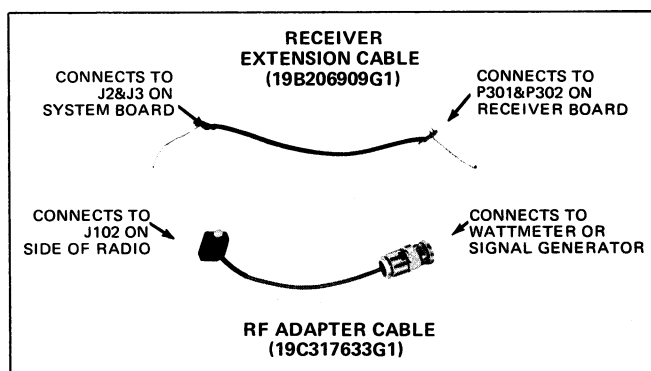 RECEIVER
EXTENSION CABLE
(19B206909G1)
CONNECTS TO
J2&J3 ON
SYSTEM BOARD
CONNECTS TO
P301&P302 ON
RECEIVER BOARD
CONNECTS TO
J102 ON
SIDE OF RADIO
CONNECTS TO
WATTMETER OR
SIGNAL GENERATOR
RF ADAPTER CABLE
(19C317633G1)